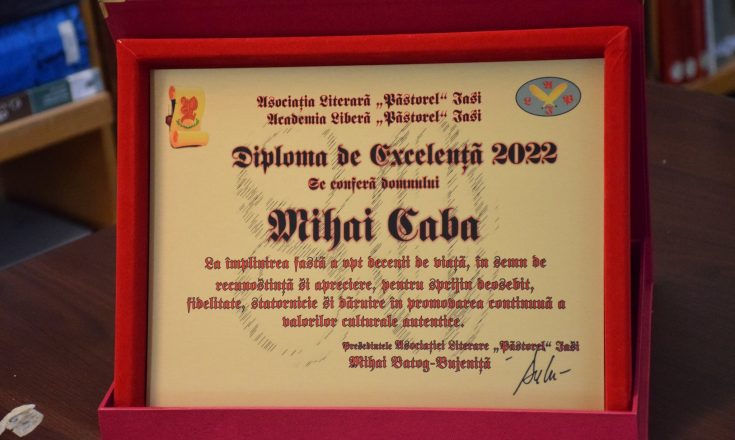 Asociația Literară „Păstorel“ Iași
Academia Liberă „Păstorel“ Iași
Diploma de Excelență 2022
Se conferă domnului
Mihai Caba
La împlinirea fastă a opt decenii de viață, în semn de
recunoștință și apreciere, pentru sprijin deosebit,
fidelitate, statornicie și dăruire în promovarea continuuă a
valorilor culturale autentice.
Președintele Asociației Literare „Păstorel“ Iași
Mihai Batog-Bujeniță
A
L P
I